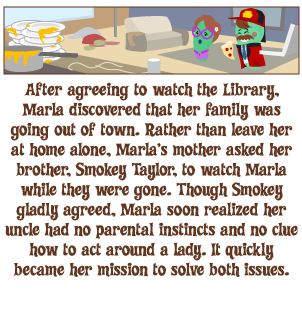 After agreeing to watch the Library,
Marla discovered that her family was
going out of town. Rather than leave her
at home alone, Marla's mother asked her
brother, Smokey Taylor, to watch Marla
while they were gone. Though Smokey
gladly agreed, Marla soon realized her
uncle had no parental instincts and no clue
how to act around a lady. It quickly
became her mission to solve both issues.